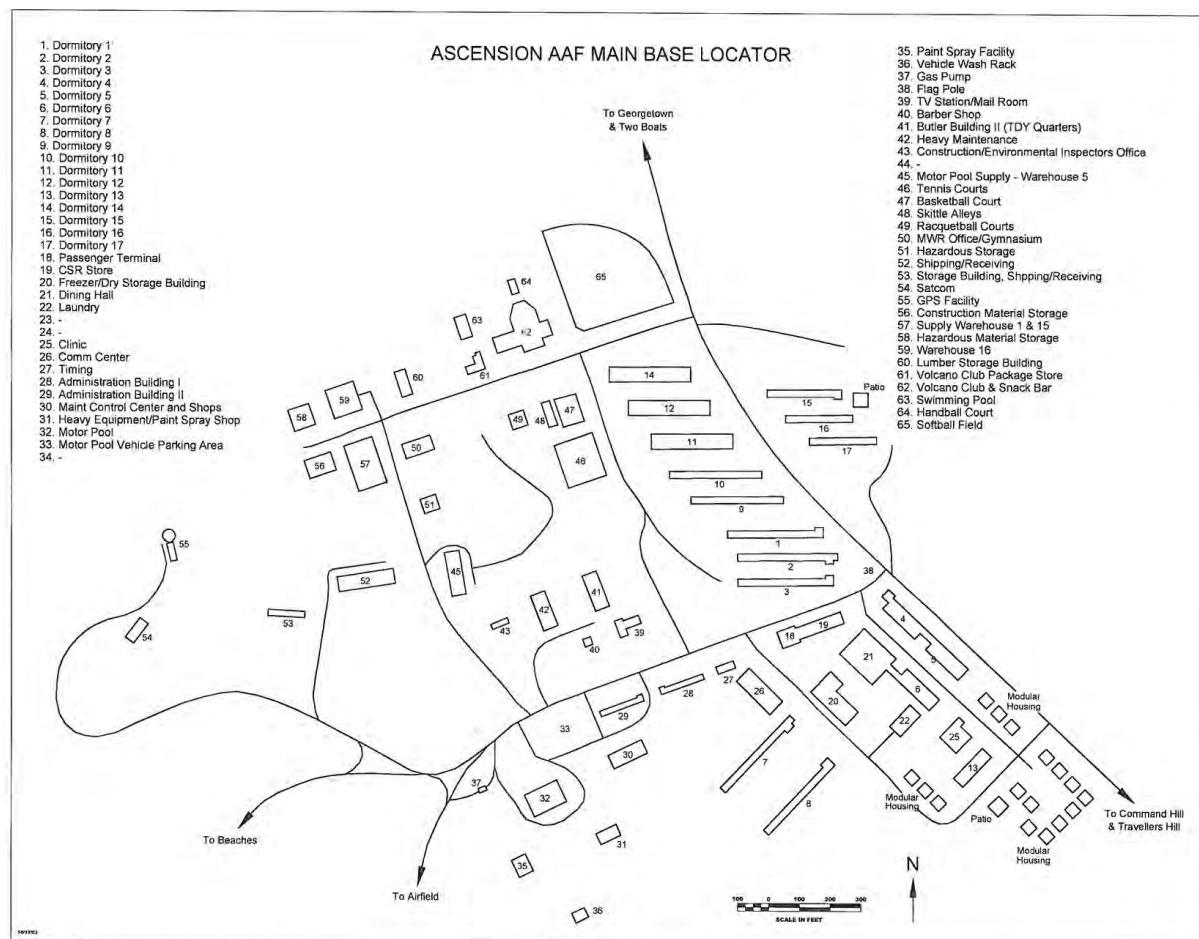 ASCENSION AAF MAIN BASE LOCATOR
1. Dormitory 1
2. Dormitory 2
3. Dormitory 3
4. Dormitory 4
5. Dormitory 5
6. Dormitory 6
7. Dormitory 7
8. Dormitory 8
9. Dormitory 9
10. Dormitory 10
11. Dormitory 11
12. Dormitory 12
13. Dormitory 13
14. Dormitory 14
15. Dormitory 15
16. Dormitory 16
17. Dormitory 17
18. Passenger Terminal
19. CSR Store
20. Freezer/Dry Storage Building
21. Dining Hall
22. Laundry
23. -
24. -
25. Clinic
26. Comm Center
27. Timing
28. Administration Building I
29. Administration Building II
30. Maint Control Center and Shops
31. Heavy Equipment/Paint Spray Shop
32. Motor Pool
33. Motor Pool Vehicle Parking Area
34. -
35. Paint Spray Facility
36. Vehicle Wash Rack
37. Gas Pump
38. Flag Pole
39. TV Station/Mail Room
40. Barber Shop
41. Butler Building II (TDY Quarters)
42. Heavy Maintenance
43. Construction/Environmental Inspectors Office
44. -
45. Motor Pool Supply - Warehouse 5
46. Tennis Courts
47. Basketball Court
48. Skittle Alleys
49. Racquetball Courts
50. MWR Office/Gymnasium
51. Hazardous Storage
52. Shipping/Receiving
53. Storage Building, Shpping/Receiving
54. Satcom
55. GPS Facility
56. Construction Material Storage
57. Supply Warehouse 1 & 15
58. Hazardous Material Storage
59. Warehouse 16
60. Lumber Storage Building
61. Volcano Club Package Store
62. Volcano Club & Snack Bar
63. Swimming Pool
64. Handball Court
65. Softball Field
To Georgetown
& Two Boats
65
64
63
61
60
59
58
14
12
11
10
9
15
Patio
16
17
49
48
47
46
50
57
56
51
1
2
3
38
55
52
45
54
53
43
42
41
39
40
18
19
4
5
21
6
20
22
25
13
Modular
Housing
27
28
26
29
33
30
7
8
37
32
31
35
36
Modular
Housing
Patio
Modular
Housing
To Beaches
To Airfield
To Command Hill
& Travellers Hill
N
100 0 100 200 300
SCALE IN FEET